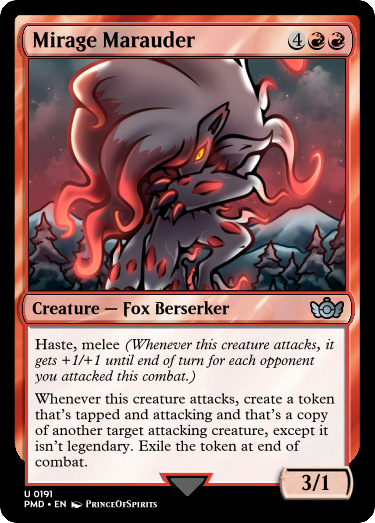 Mirage Marauder 4
Creature — Fox Berserker
Haste, melee (Whenever this creature attacks, it
gets +1/+1 until end of turn for each opponent
you attacked this combat.)
Whenever this creature attacks, create a token
that's tapped and attacking and that's a copy
of another target attacking creature, except it
isn't legendary. Exile the token at end of
combat.
3/1
U 0191
PMD • EN PrinceOfSpirits